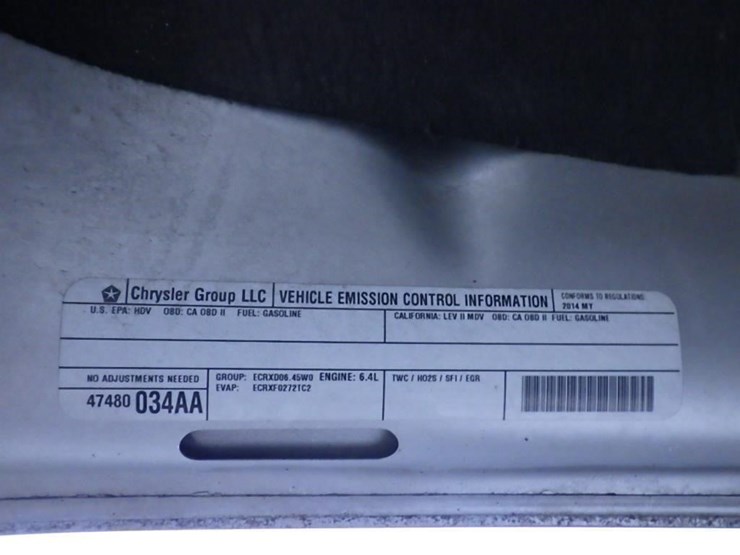 Chrysler Group LLC VEHICLE EMISSION CONTROL INFORMATION CONFORMS TO REGULATIONS:
2014 MY
U.S. EPA: HDV OBD: CA OBD II FUEL: GASOLINE CALIFORNIA: LEV II MDV OBD: CA OBD II FUEL: GASOLINE
NO ADJUSTMENTS NEEDED GROUP: ECRXD06.45W0 ENGINE: 6.4L TWC / HO2S / SFI / EGR
EVAP: ECRXF02721C2
47480 034AA